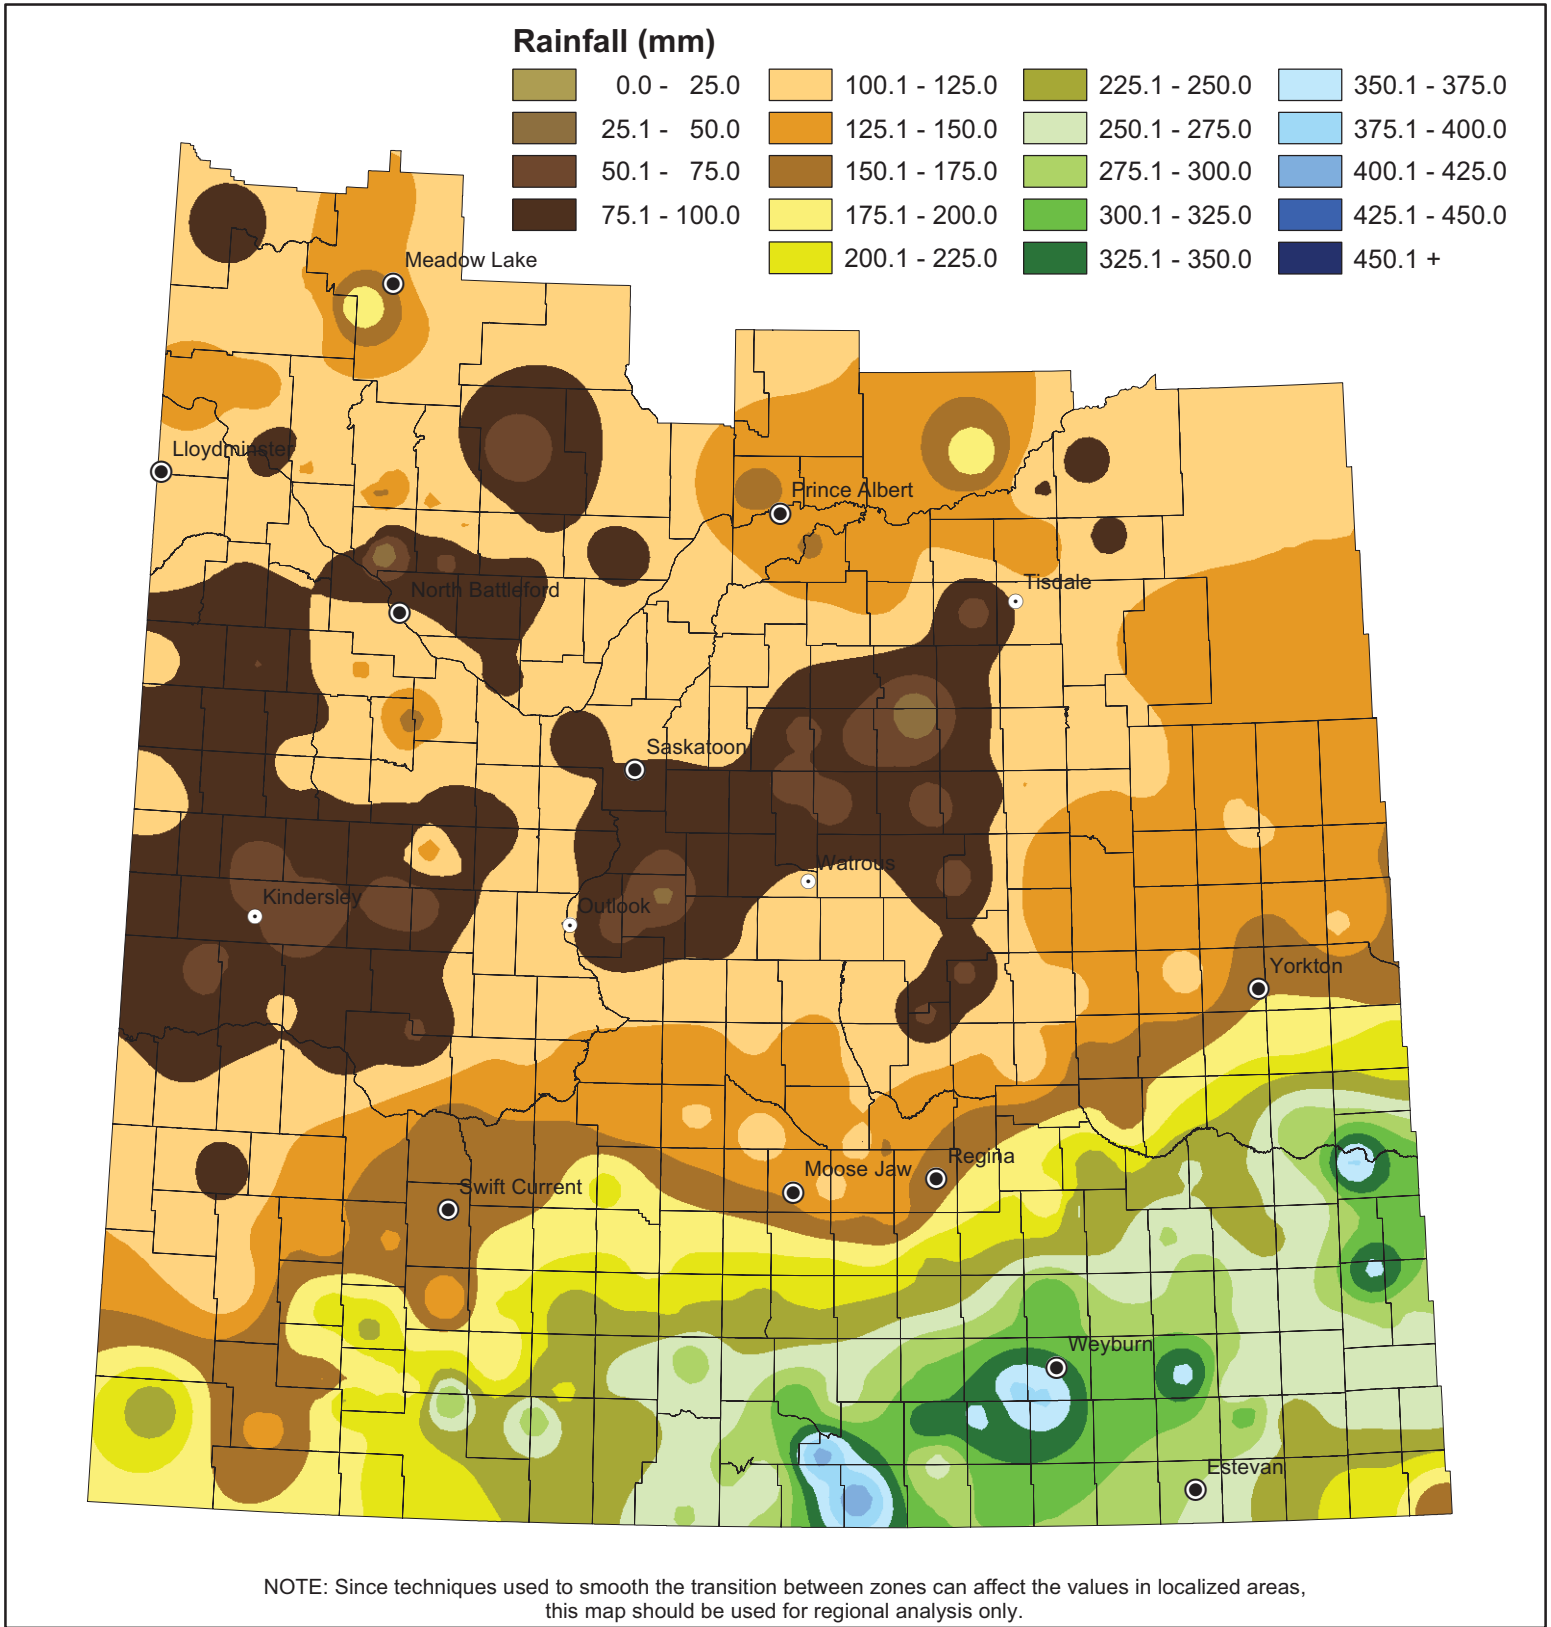 Rainfall (mm)
0.0 - 25.0
25.1 - 50.0
50.1 - 75.0
75.1 - 100.0
100.1 - 125.0
125.1 - 150.0
150.1 - 175.0
175.1 - 200.0
200.1 - 225.0
225.1 - 250.0
250.1 - 275.0
275.1 - 300.0
300.1 - 325.0
325.1 - 350.0
350.1 - 375.0
375.1 - 400.0
400.1 - 425.0
425.1 - 450.0
450.1 +
Meadow Lake
Lloydminster
Prince Albert
North Battleford
Tisdale
Saskatoon
Watrous
Kindersley
Outlook
Yorkton
Regina
Moose Jaw
Swift Current
Weyburn
Estevan
NOTE: Since techniques used to smooth the transition between zones can affect the values in localized areas,
this map should be used for regional analysis only.